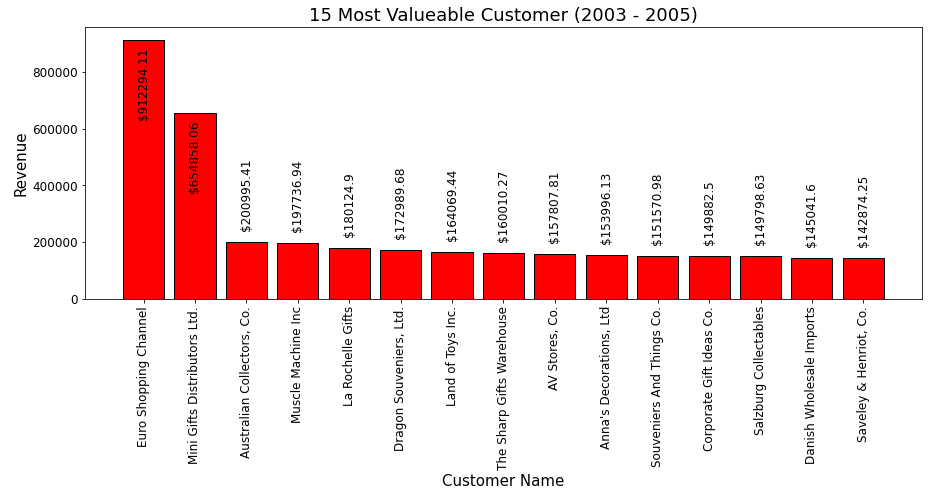 15 Most Valueable Customer (2003 - 2005)
Revenue
800000
600000
400000
200000
0
$912294.11
$654858.06
$200995.41
$197736.94
$180124.9
$172989.68
$164069.44
$160010.27
$157807.81
$153996.13
$151570.98
$149882.5
$149798.63
$145041.6
$142874.25
Euro Shopping Channel
Mini Gifts Distributors Ltd.
Australian Collectors, Co.
Muscle Machine Inc
La Rochelle Gifts
Dragon Souveniers, Ltd.
Land of Toys Inc.
The Sharp Gifts Warehouse
AV Stores, Co.
Anna's Decorations, Ltd
Souveniers And Things Co.
Corporate Gift Ideas Co.
Salzburg Collectables
Danish Wholesale Imports
Saveley & Henriot, Co.
Customer Name